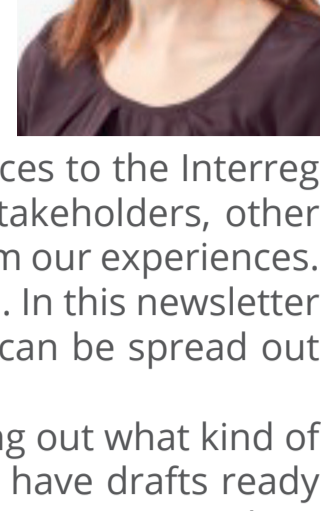 ces to the Interreg
takeholders, other
m our experiences.
. In this newsletter
can be spread out
ng out what kind of
have drafts ready